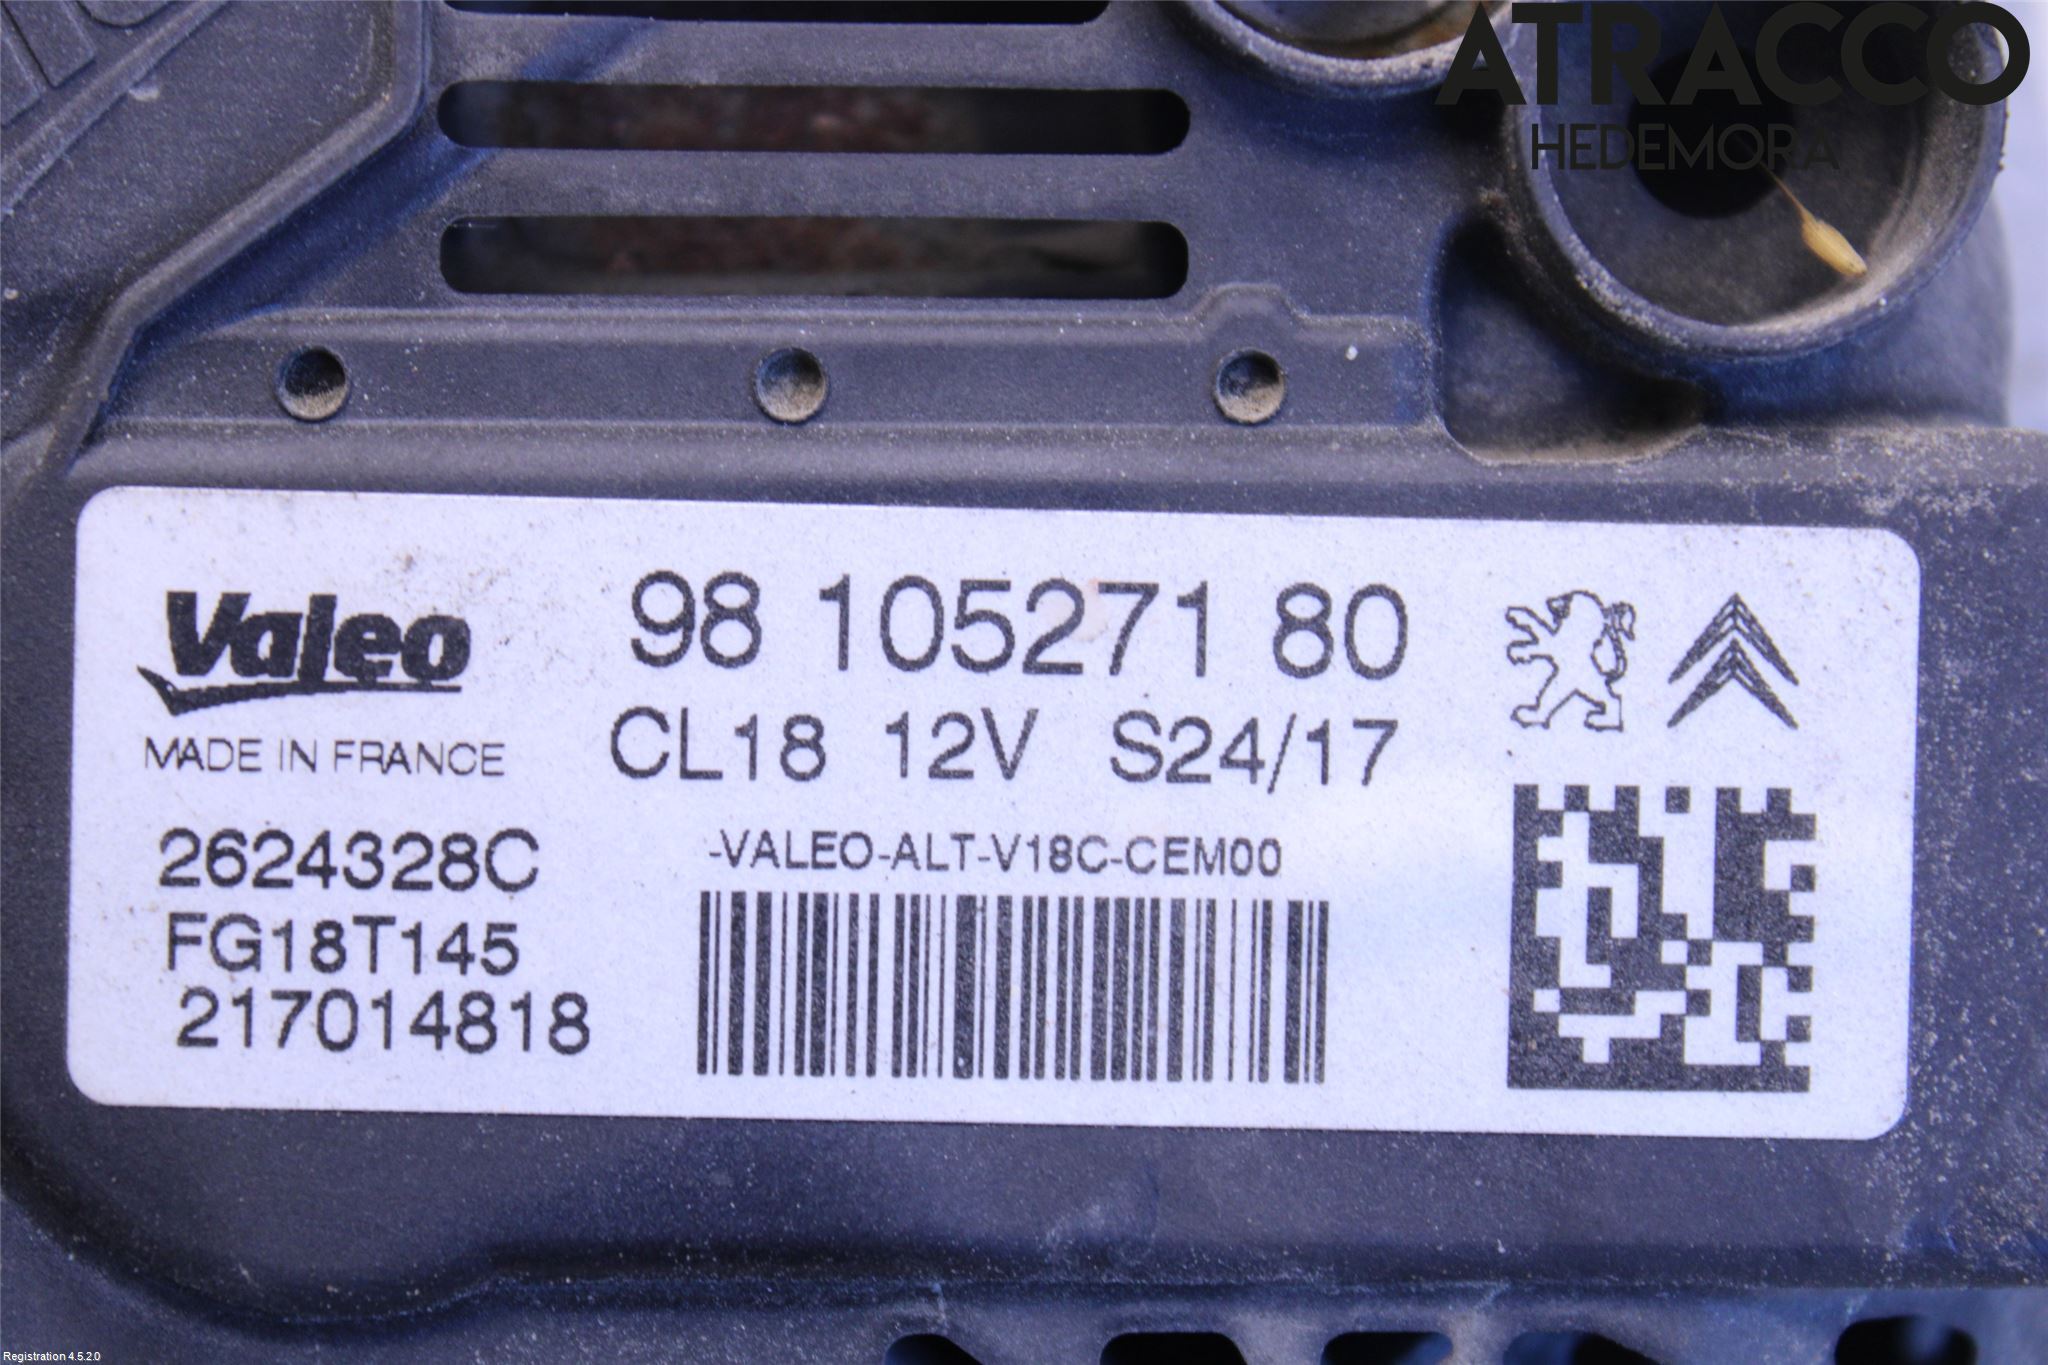 ATRACCO
HEDEMORA
Valeo
MADE IN FRANCE
98 105271 80
CL18 12V S24/17
2624328C
FG18T145
217014818
-VALEO-ALT-V18C-CEM00
Registration 4.5.2.0